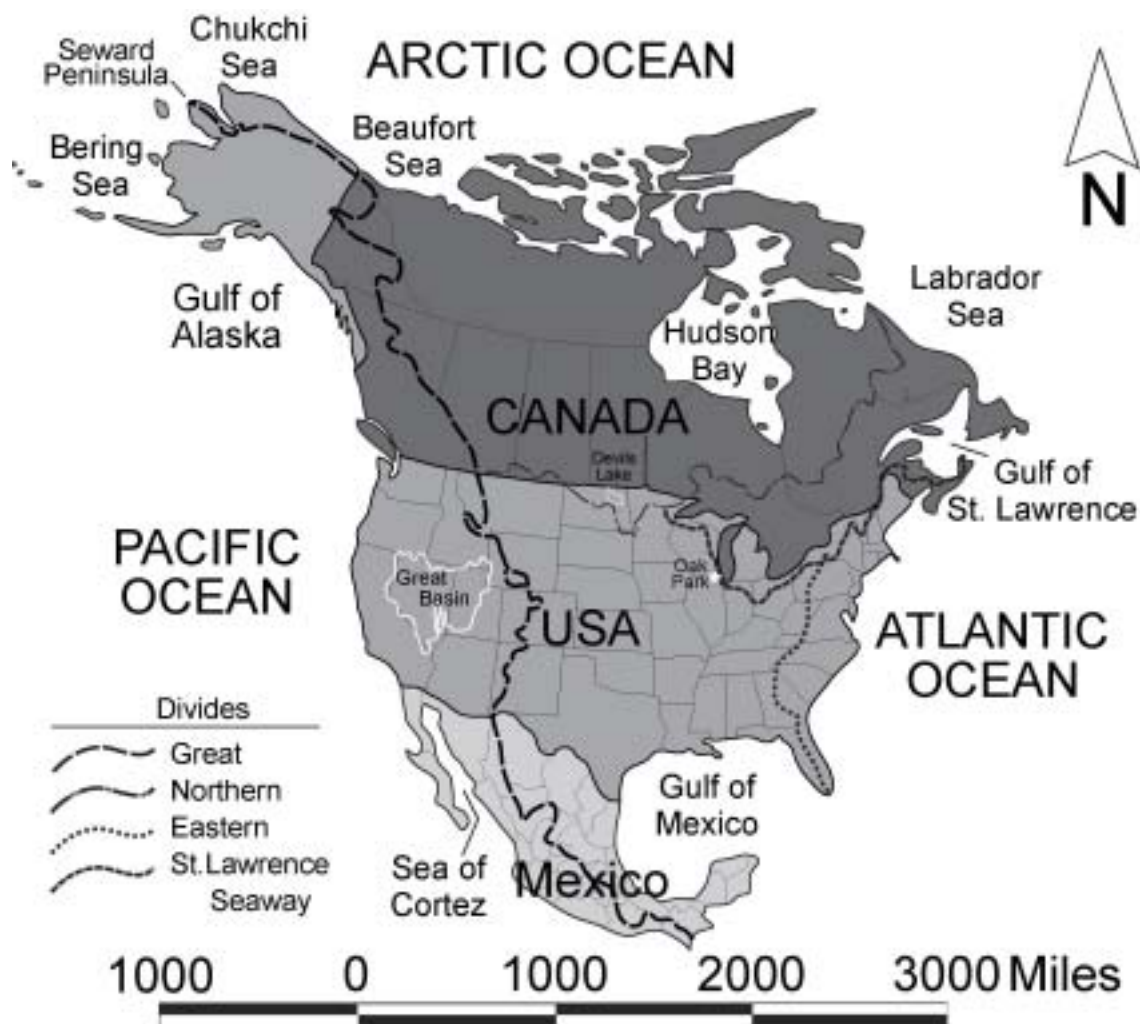 Chukchi
Sea
Seward
Peninsula
ARCTIC OCEAN
Beaufort
Sea
Bering
Sea
N
Gulf of
Alaska
Labrador
Sea
Hudson
Bay
CANADA
Devils
Lake
Gulf of
St. Lawrence
PACIFIC
OCEAN
Great
Basin
Oak
Park
USA
ATLANTIC
OCEAN
Divides
Great
Northern
Eastern
St.Lawrence
Seaway
Gulf of
Mexico
Sea of
Cortez
Mexico
1000 0 1000 2000 3000 Miles